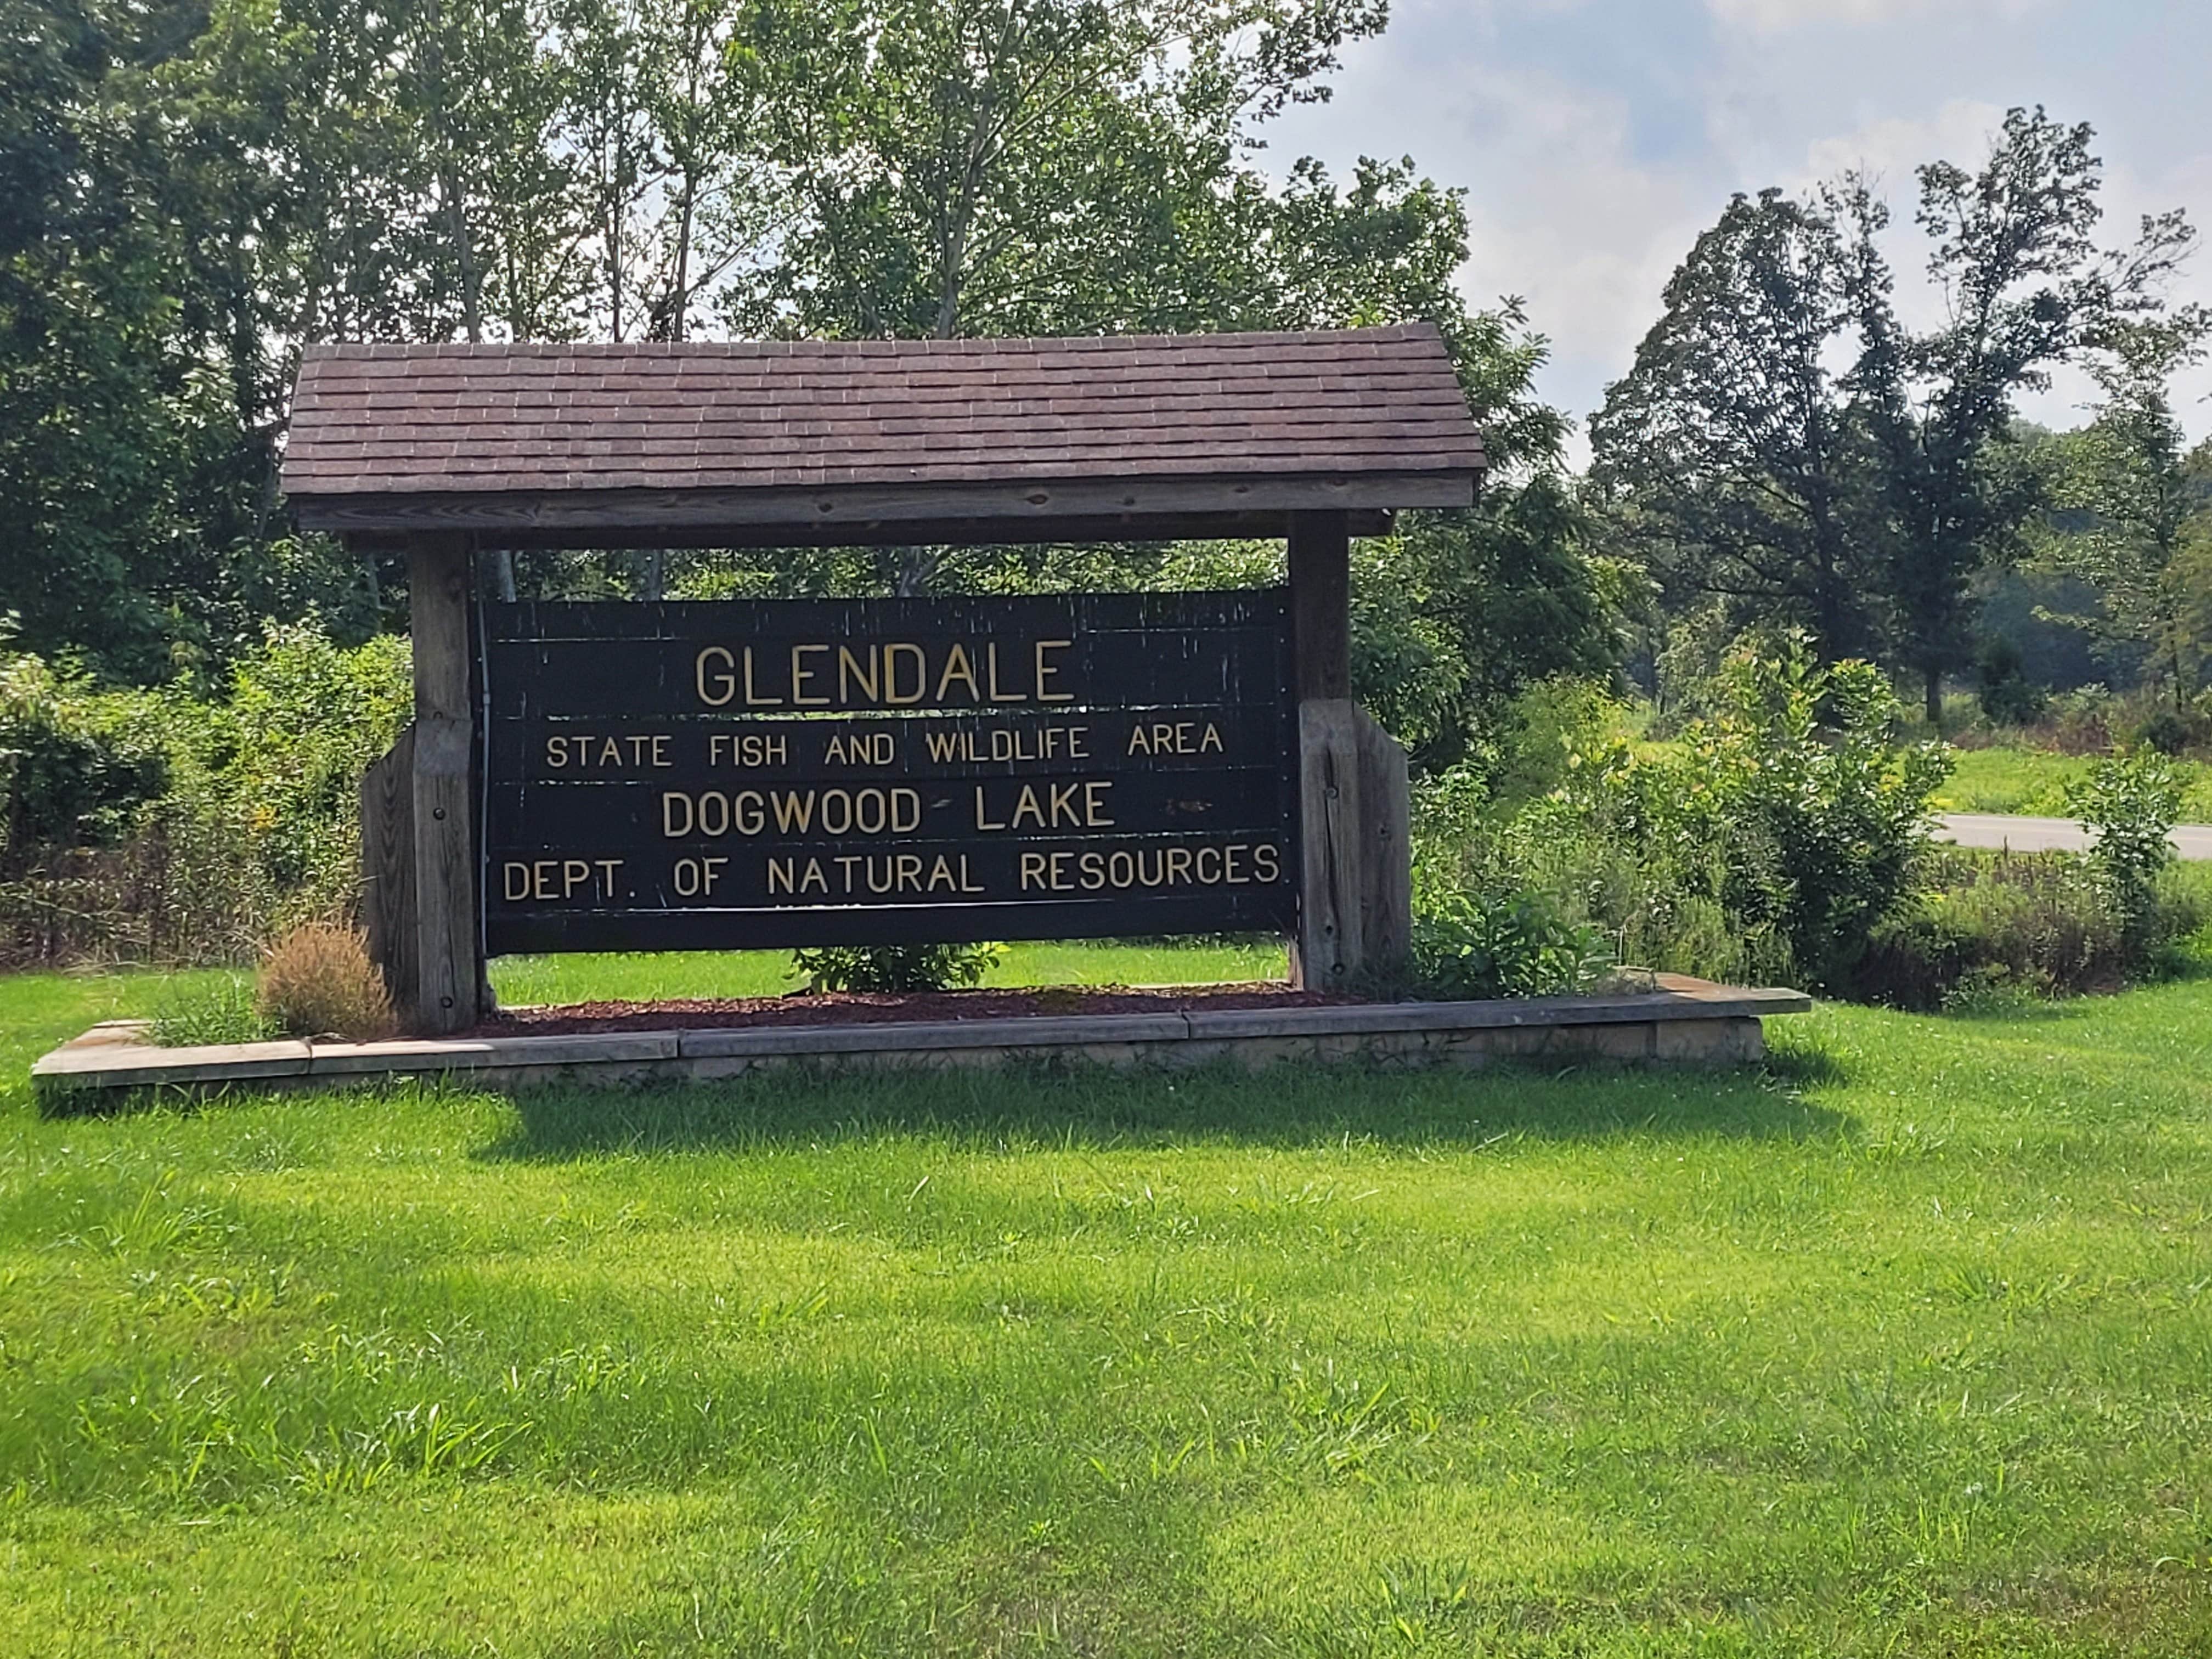 GLENDALE
STATE FISH AND WILDLIFE AREA
DOGWOOD LAKE
DEPT. OF NATURAL RESOURCES